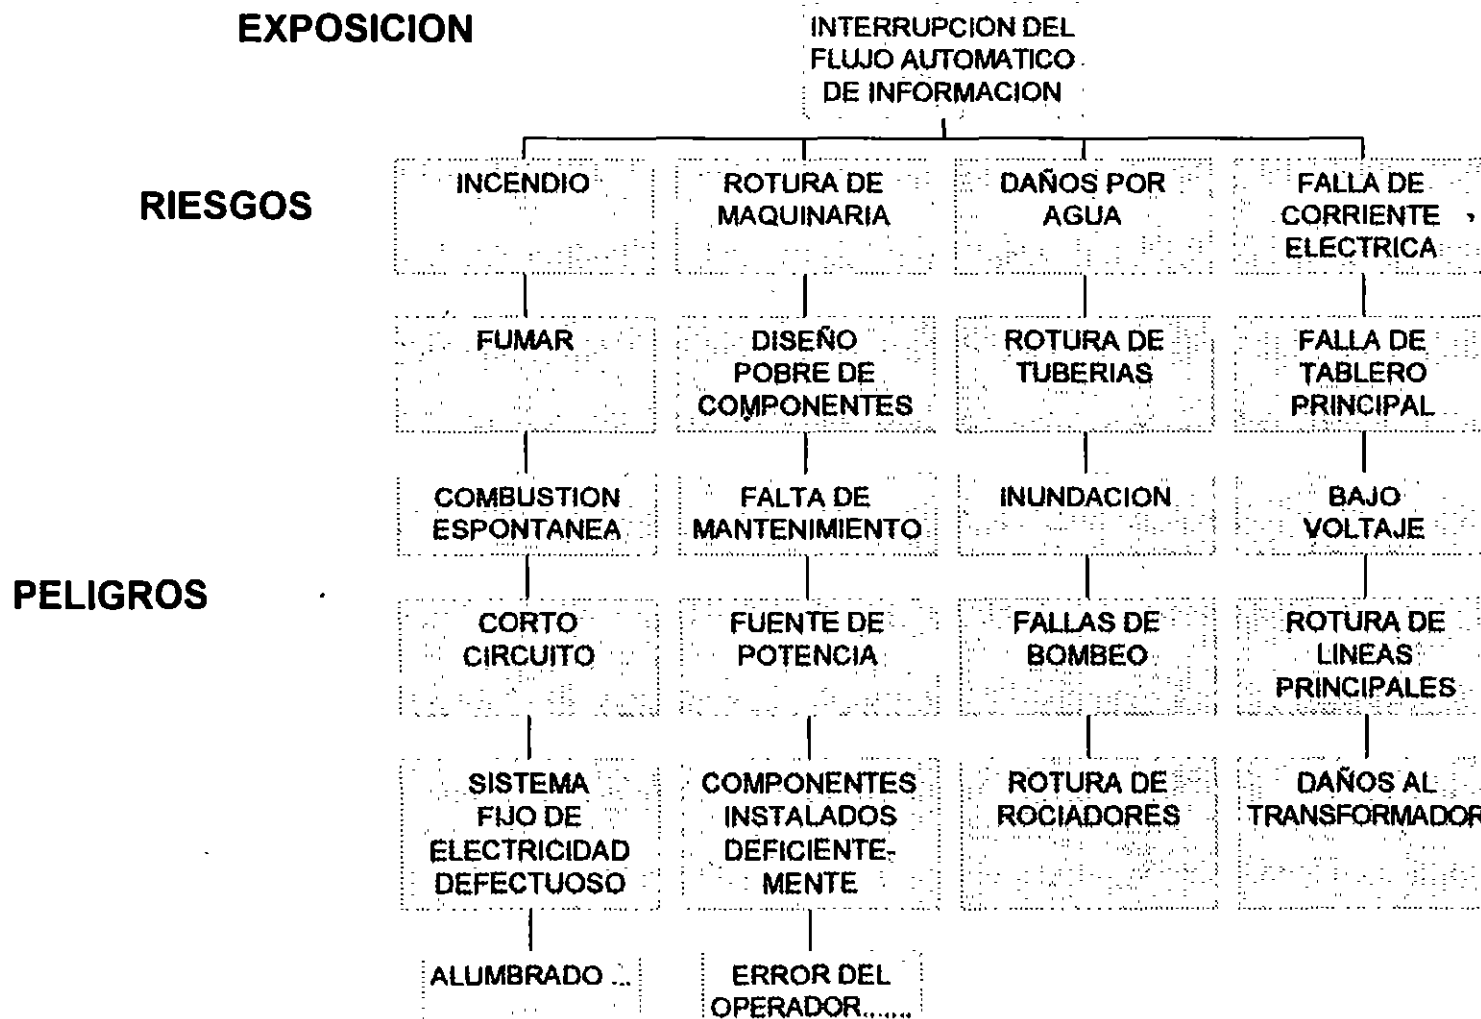 EXPOSICION
INTERRUPCION DEL
FLUJO AUTOMATICO
DE INFORMACION
RIESGOS
INCENDIO
ROTURA DE
MAQUINARIA
DAÑOS POR
AGUA
FALLA DE
CORRIENTE
ELECTRICA
PELIGROS
FUMAR
DISEÑO
POBRE DE
COMPONENTES
ROTURA DE
TUBERIAS
FALLA DE
TABLERO
PRINCIPAL
COMBUSTION
ESPONTANEA
FALTA DE
MANTENIMIENTO
INUNDACION
BAJO
VOLTAJE
CORTO
CIRCUITO
FUENTE DE
POTENCIA
FALLAS DE
BOMBEO
ROTURA DE
LINEAS
PRINCIPALES
SISTEMA
FIJO DE
ELECTRICIDAD
DEFECTUOSO
COMPONENTES
INSTALADOS
DEFICIENTE-
MENTE
ROTURA DE
ROCIADORES
DAÑOS AL
TRANSFORMADOR
ALUMBRADO ...
ERROR DEL
OPERADOR.......